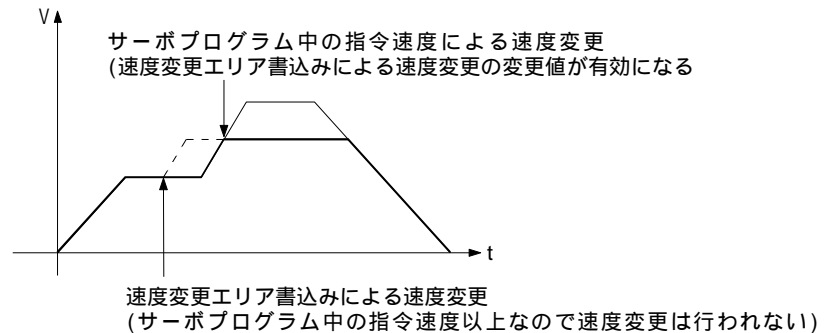 V
サーボプログラム中の指令速度による速度変更
(速度変更エリア書込みによる速度変更の変更値が有効になる
t
速度変更エリア書込みによる速度変更
(サーボプログラム中の指令速度以上なので速度変更は行われない)